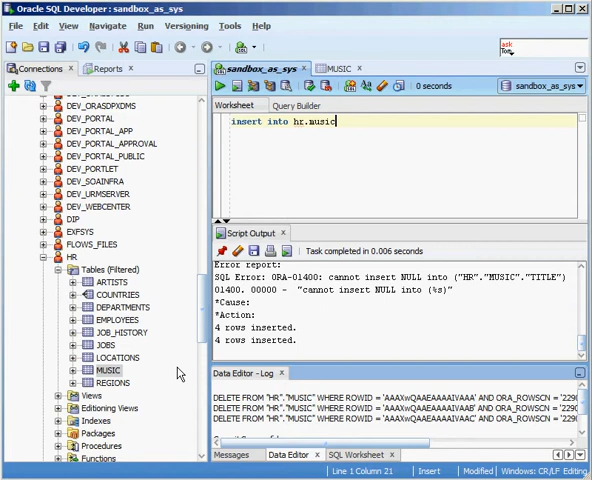 Oracle SQL Developer : sandbox_as_sys
File Edit View Navigate Run Versioning Tools Help
ask
Tom
Connections Reports
DEV_ORASDPXDMS
DEV_PORTAL
DEV_PORTAL_APP
DEV_PORTAL_APPROVAL
DEV_PORTAL_PUBLIC
DEV_PORTLET
DEV_SOAINFRA
DEV_URMSERVER
DEV_WEBCENTER
DIP
EXFSYS
FLOWS_FILES
HR
Tables (Filtered)
ARTISTS
COUNTRIES
DEPARTMENTS
EMPLOYEES
JOB_HISTORY
JOBS
LOCATIONS
MUSIC
REGIONS
Views
Editioning Views
Indexes
Packages
Procedures
Functions
sandbox_as_sys MUSIC
0 seconds sandbox_as_sys
Worksheet Query Builder
insert into hr.music
Script Output
Task completed in 0.006 seconds
Error report:
SQL Error: ORA-01400: cannot insert NULL into ("HR"."MUSIC"."TITLE")
01400. 00000 - "cannot insert NULL into (%s)"
*Cause:
*Action:
4 rows inserted.
4 rows inserted.
Data Editor - Log
DELETE FROM "HR"."MUSIC" WHERE ROWID = 'AAAXwQAAEAAAAIVAAA' AND ORA_ROWSCN = '2290
DELETE FROM "HR"."MUSIC" WHERE ROWID = 'AAAXwQAAEAAAAIVAAB' AND ORA_ROWSCN = '2290
DELETE FROM "HR"."MUSIC" WHERE ROWID = 'AAAXwQAAEAAAAIVAAC' AND ORA_ROWSCN = '2290
Messages Data Editor SQL Worksheet
Line 1 Column 21 Insert Modified Windows: CR/LF Editing